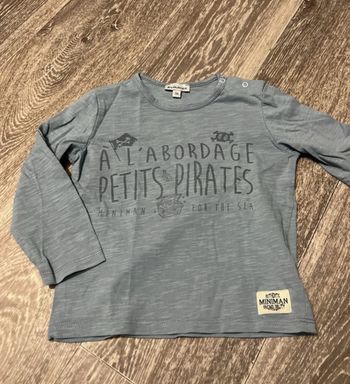 À L'ABORDAGE
PETITS PIRATES
MINIMAN FOR THE SEA
MINIMAN